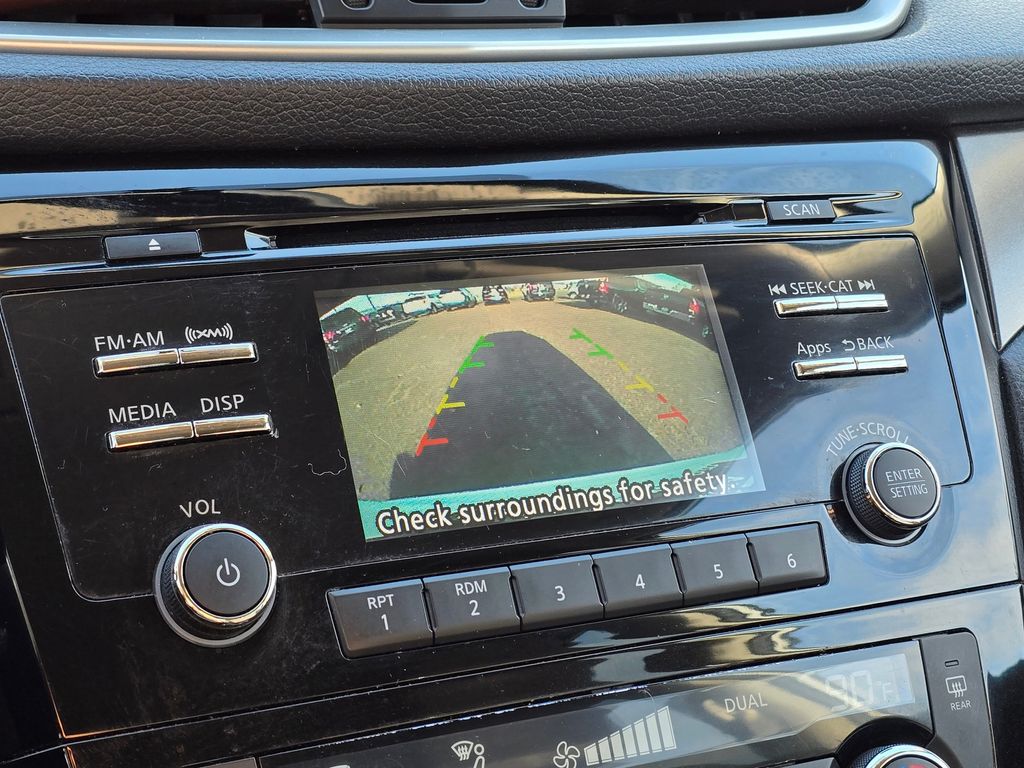 SCAN
SEEK·CAT
FM·AM ((XM))
Apps BACK
MEDIA DISP
TUNE·SCROLL
ENTER
SETTING
Check surroundings for safety.
VOL
RPT
1
RDM
2
3
4
5
6
DUAL
90°F
REAR